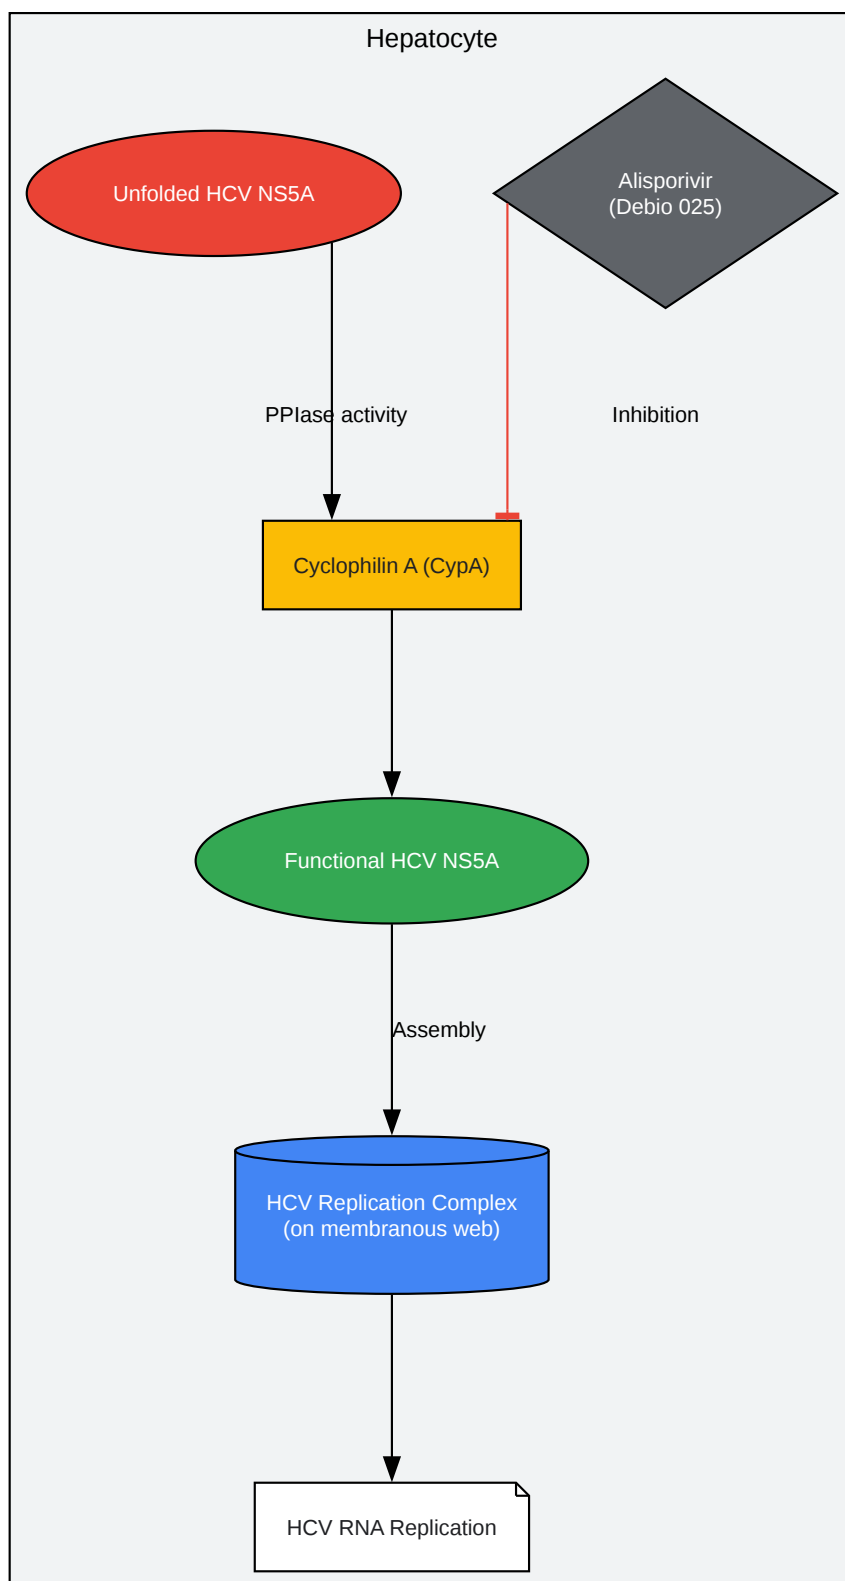 Hepatocyte
Unfolded HCV NS5A
Alisporivir
(Debio 025)
PPIase activity
Inhibition
Cyclophilin A (CypA)
Functional HCV NS5A
Assembly
HCV Replication Complex
(on membranous web)
HCV RNA Replication